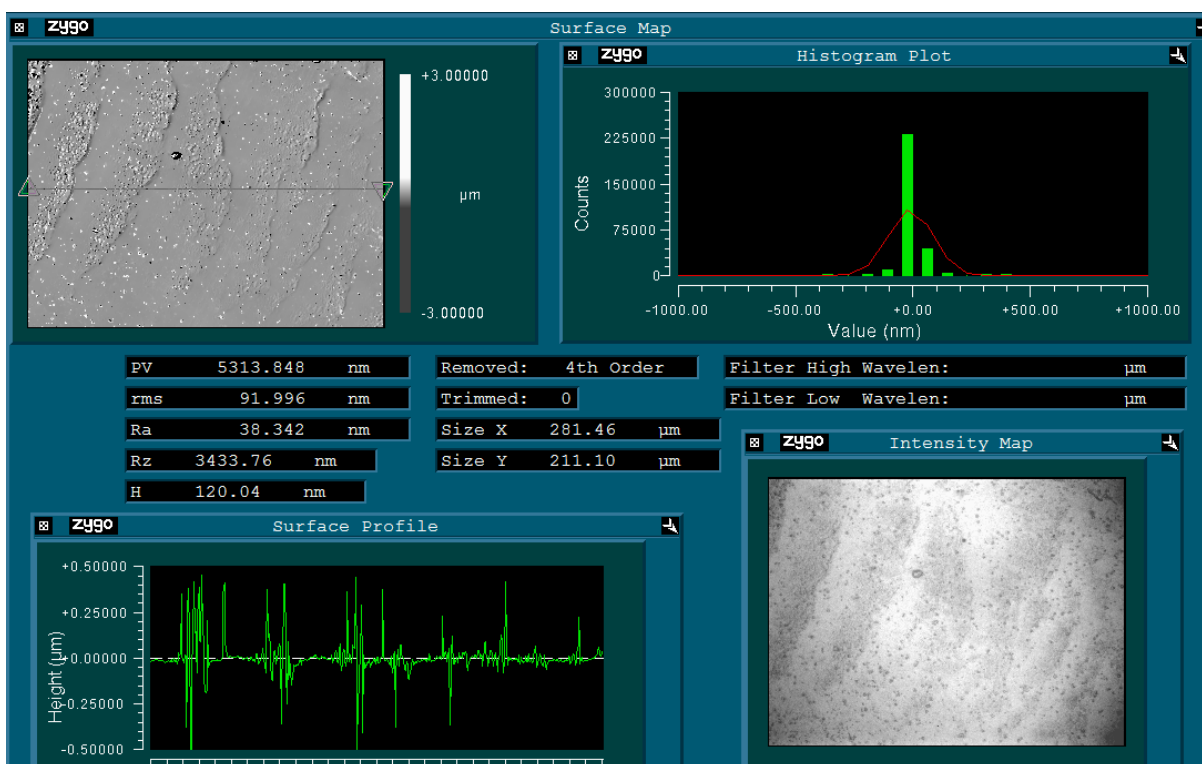 zygo Surface Map
+3.00000
µm
-3.00000
zygo Histogram Plot
300000
225000
150000
75000
0
Counts
-1000.00 -500.00 +0.00 +500.00 +1000.00
Value (nm)
PV 5313.848 nm
rms 91.996 nm
Ra 38.342 nm
Rz 3433.76 nm
H 120.04 nm
Removed: 4th Order
Trimmed: 0
Size X 281.46 µm
Size Y 211.10 µm
Filter High Wavelen: µm
Filter Low Wavelen: µm
zygo Surface Profile
+0.50000
+0.25000
+0.00000
-0.25000
-0.50000
Height (µm)
zygo Intensity Map